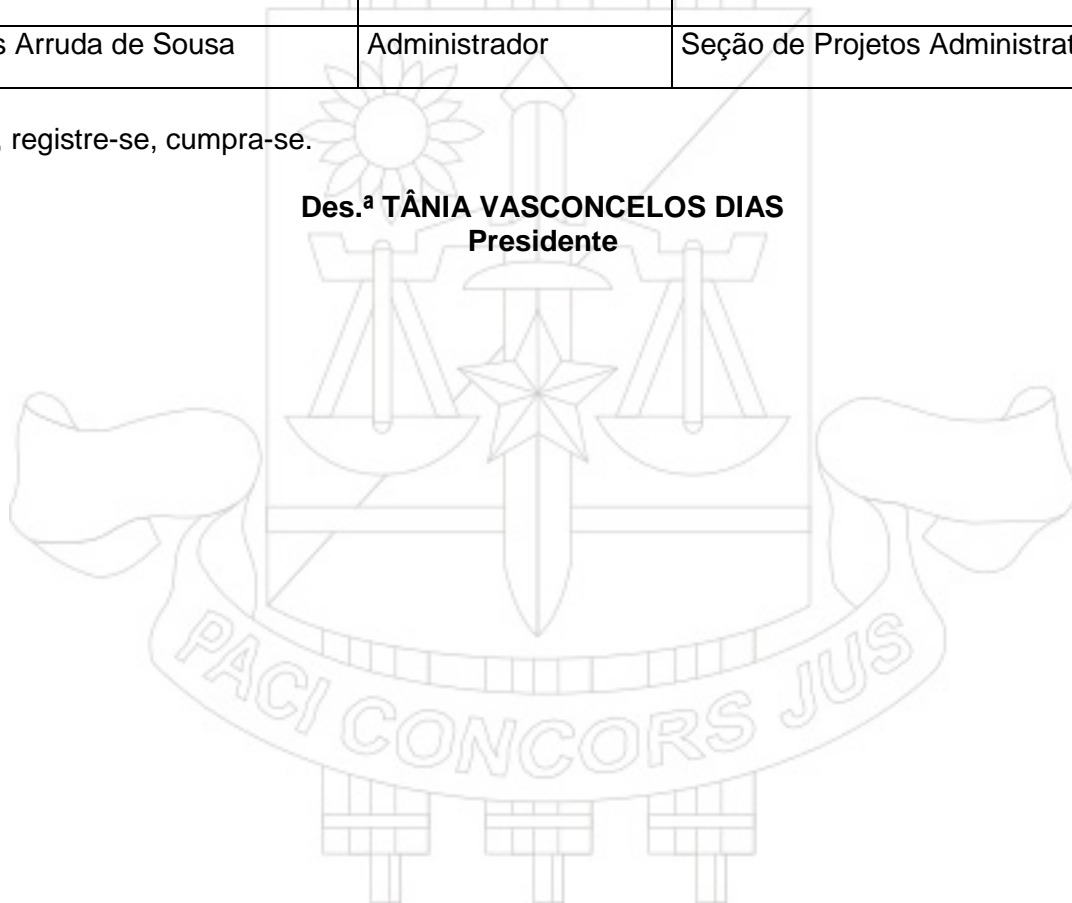 s Arruda de Sousa Administrador Seção de Projetos Administrat
, registre-se, cumpra-se.
Des.ª TÂNIA VASCONCELOS DIAS
Presidente
PACI CONCORS JUS